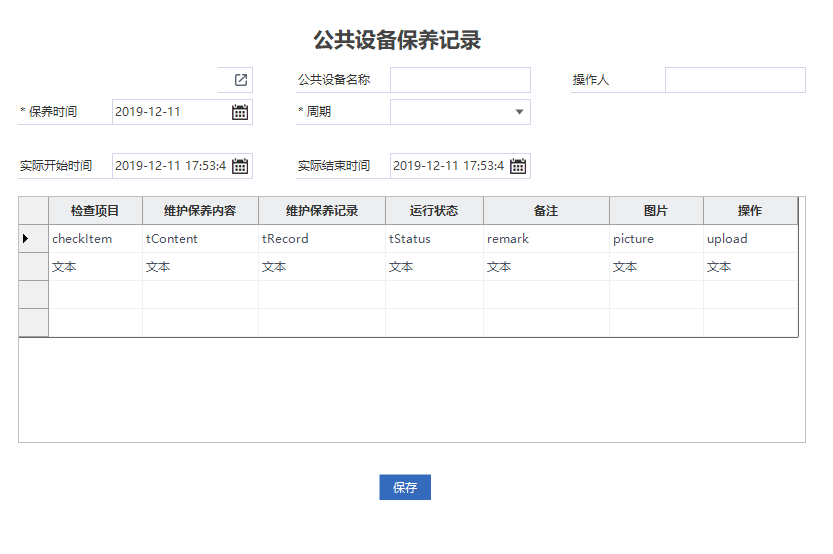 公共设备保养记录
公共设备名称 操作人
* 保养时间 2019-12-11 * 周期
实际开始时间 2019-12-11 17:53:4 实际结束时间 2019-12-11 17:53:4
检查项目 维护保养内容 维护保养记录 运行状态 备注 图片 操作
checkItem tContent tRecord tStatus remark picture upload
文本 文本 文本 文本 文本 文本 文本
保存